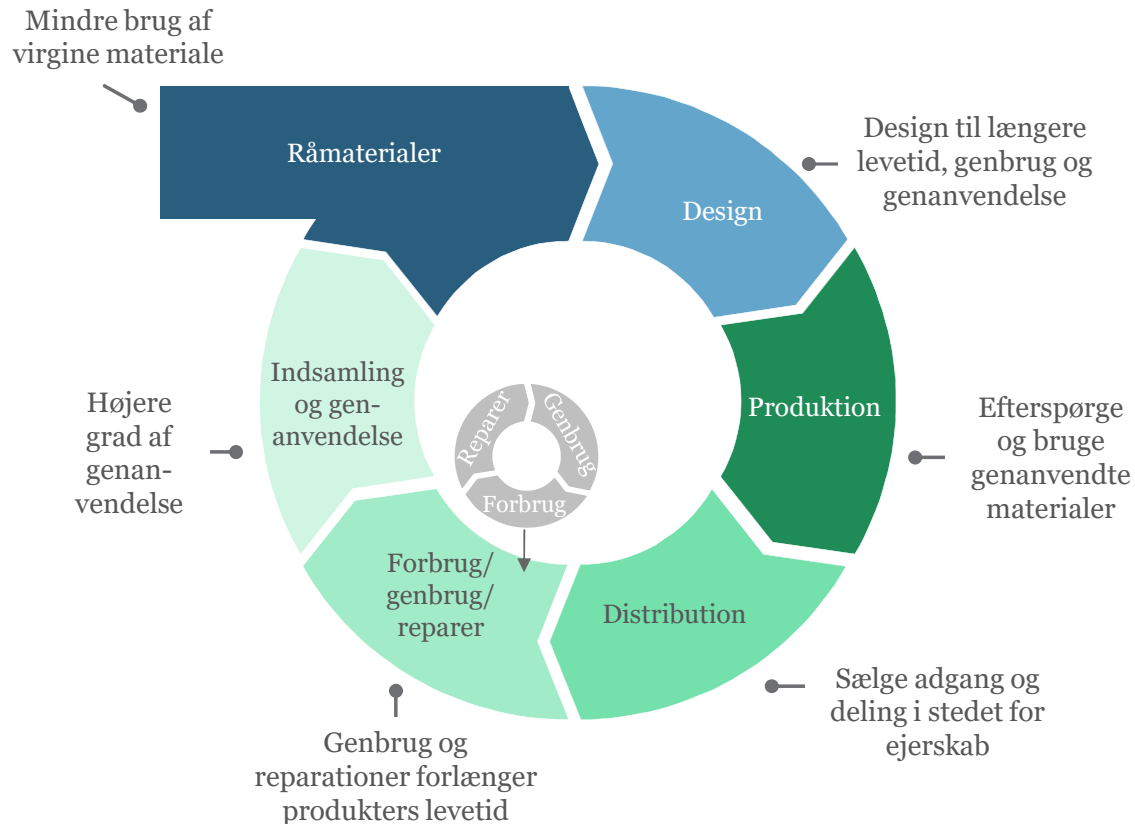 Mindre brug af
virgine materiale
Råmaterialer
Design
Design til længere
levetid, genbrug og
genanvendelse
Produktion
Efterspørge
og bruge
genanvendte
materialer
Distribution
Sælge adgang og
deling i stedet for
ejerskab
Forbrug/
genbrug/
reparer
Genbrug og
reparationer forlænger
produkters levetid
Indsamling
og gen-
anvendelse
Højere
grad af
genan-
vendelse
Reparer
Genbrug
Forbrug